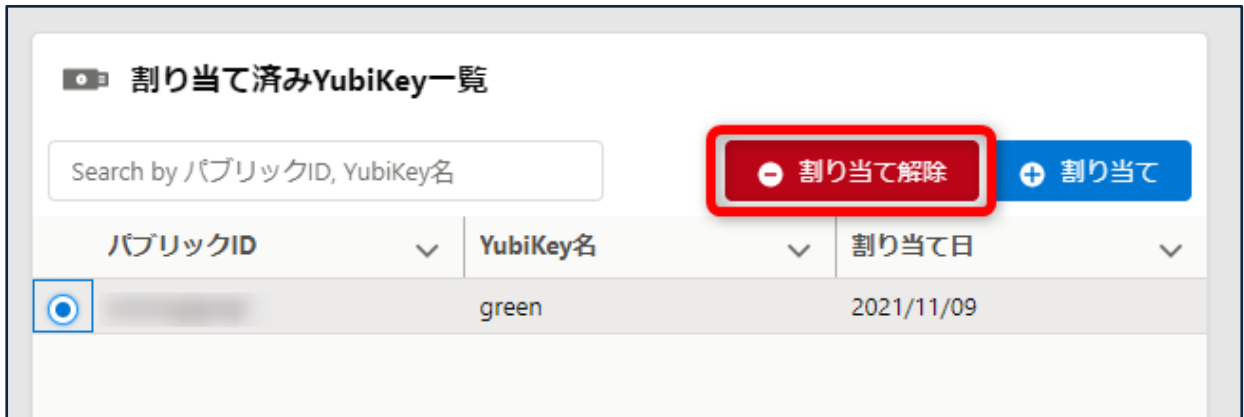 割り当て済みYubiKey一覧
Search by パブリックID, YubiKey名
割り当て解除
割り当て
パブリックID YubiKey名 割り当て日
green 2021/11/09